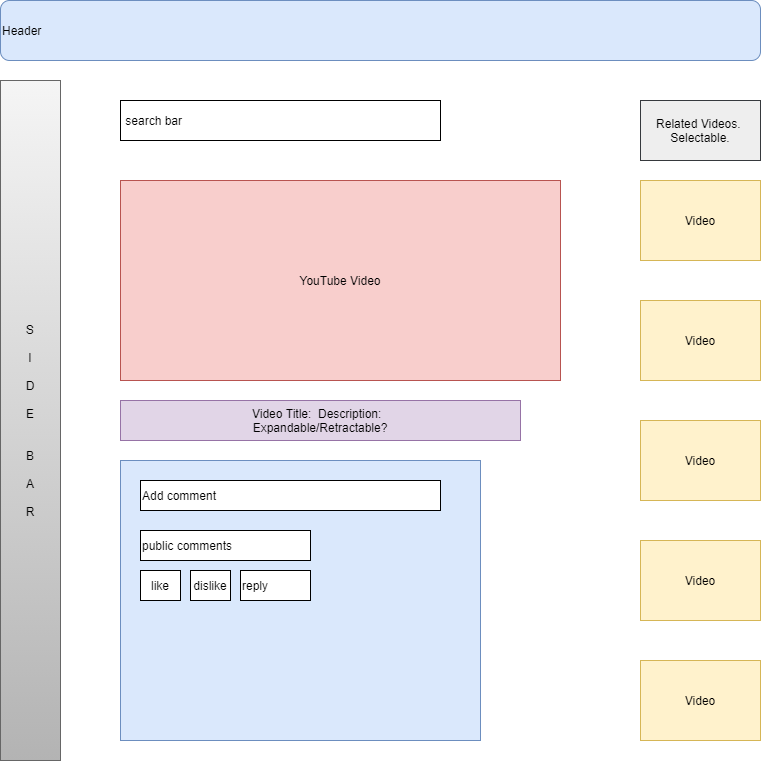 Header
S
I
D
E
B
A
R
search bar
YouTube Video
Video Title:  Description:
Expandable/Retractable?
Add comment
public comments
like
dislike
reply
Related Videos.
Selectable.
Video
Video
Video
Video
Video